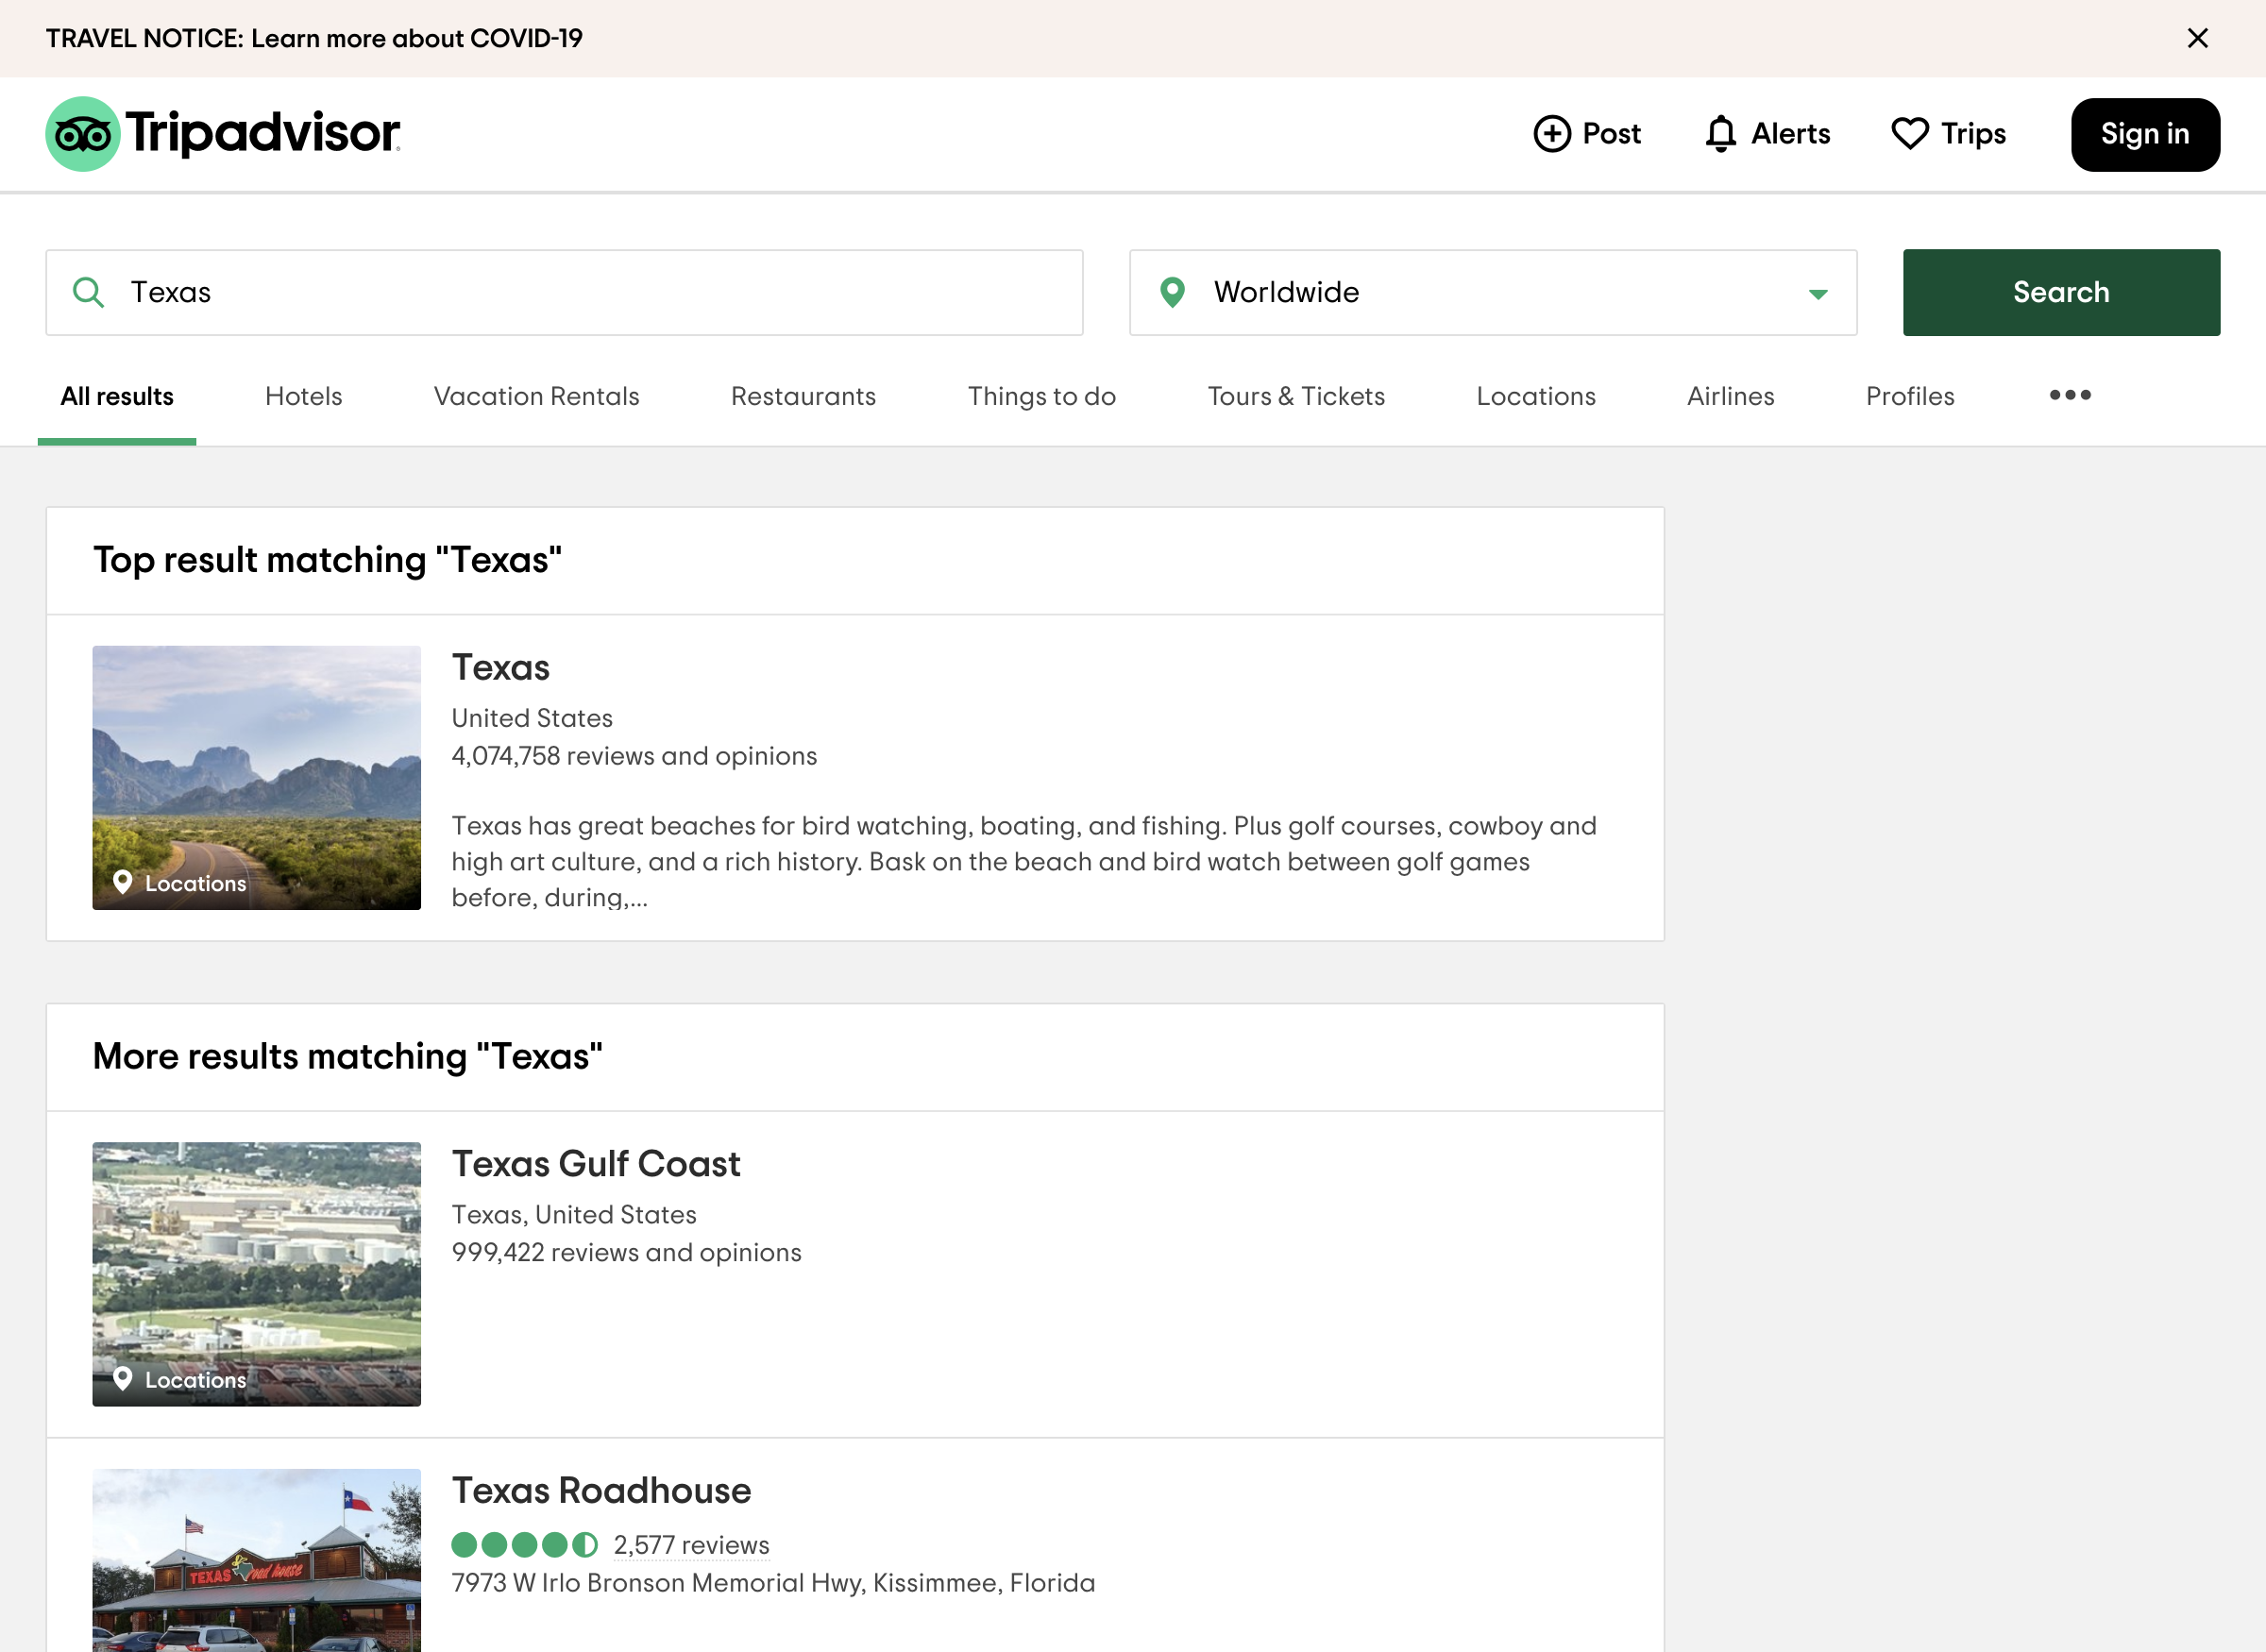 TRAVEL NOTICE: Learn more about COVID-19
Tripadvisor
Post
Alerts
Trips
Sign in
Texas
Worldwide
Search
All results
Hotels
Vacation Rentals
Restaurants
Things to do
Tours & Tickets
Locations
Airlines
Profiles
Top result matching "Texas"
Texas
United States
4,074,758 reviews and opinions
Texas has great beaches for bird watching, boating, and fishing. Plus golf courses, cowboy and
high art culture, and a rich history. Bask on the beach and bird watch between golf games
before, during,...
Locations
More results matching "Texas"
Texas Gulf Coast
Texas, United States
999,422 reviews and opinions
Locations
Texas Roadhouse
2,577 reviews
7973 W Irlo Bronson Memorial Hwy, Kissimmee, Florida
TEXAS road house